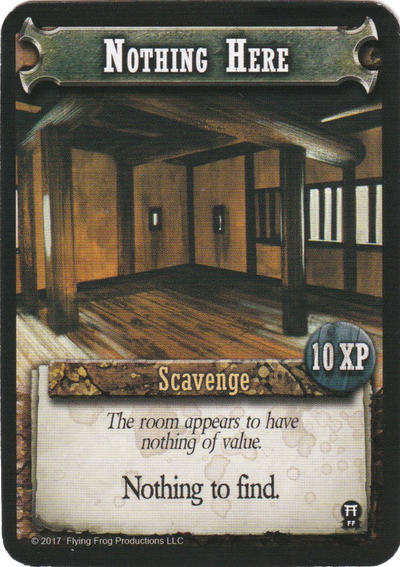 Nothing Here
10 XP
Scavenge
The room appears to have
nothing of value.
Nothing to find.
FF
© 2017 Flying Frog Productions LLC